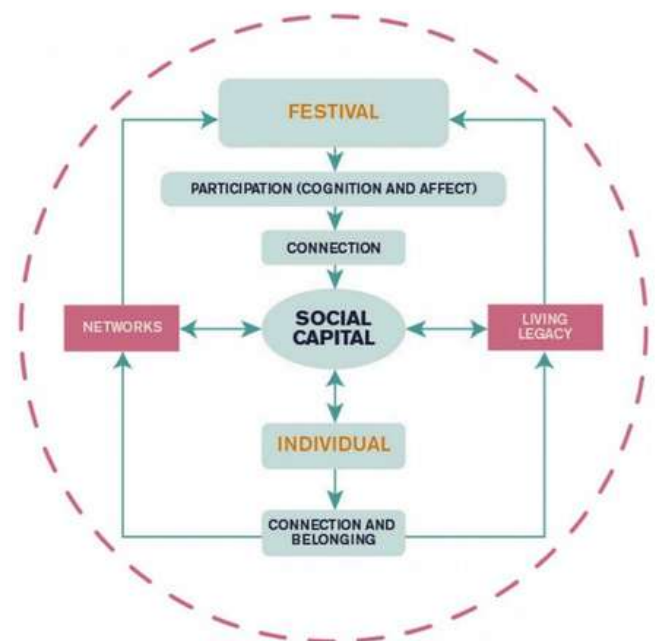 FESTIVAL
PARTICIPATION (COGNITION AND AFFECT)
CONNECTION
NETWORKS
SOCIAL
CAPITAL
LIVING
LEGACY
INDIVIDUAL
CONNECTION AND
BELONGING